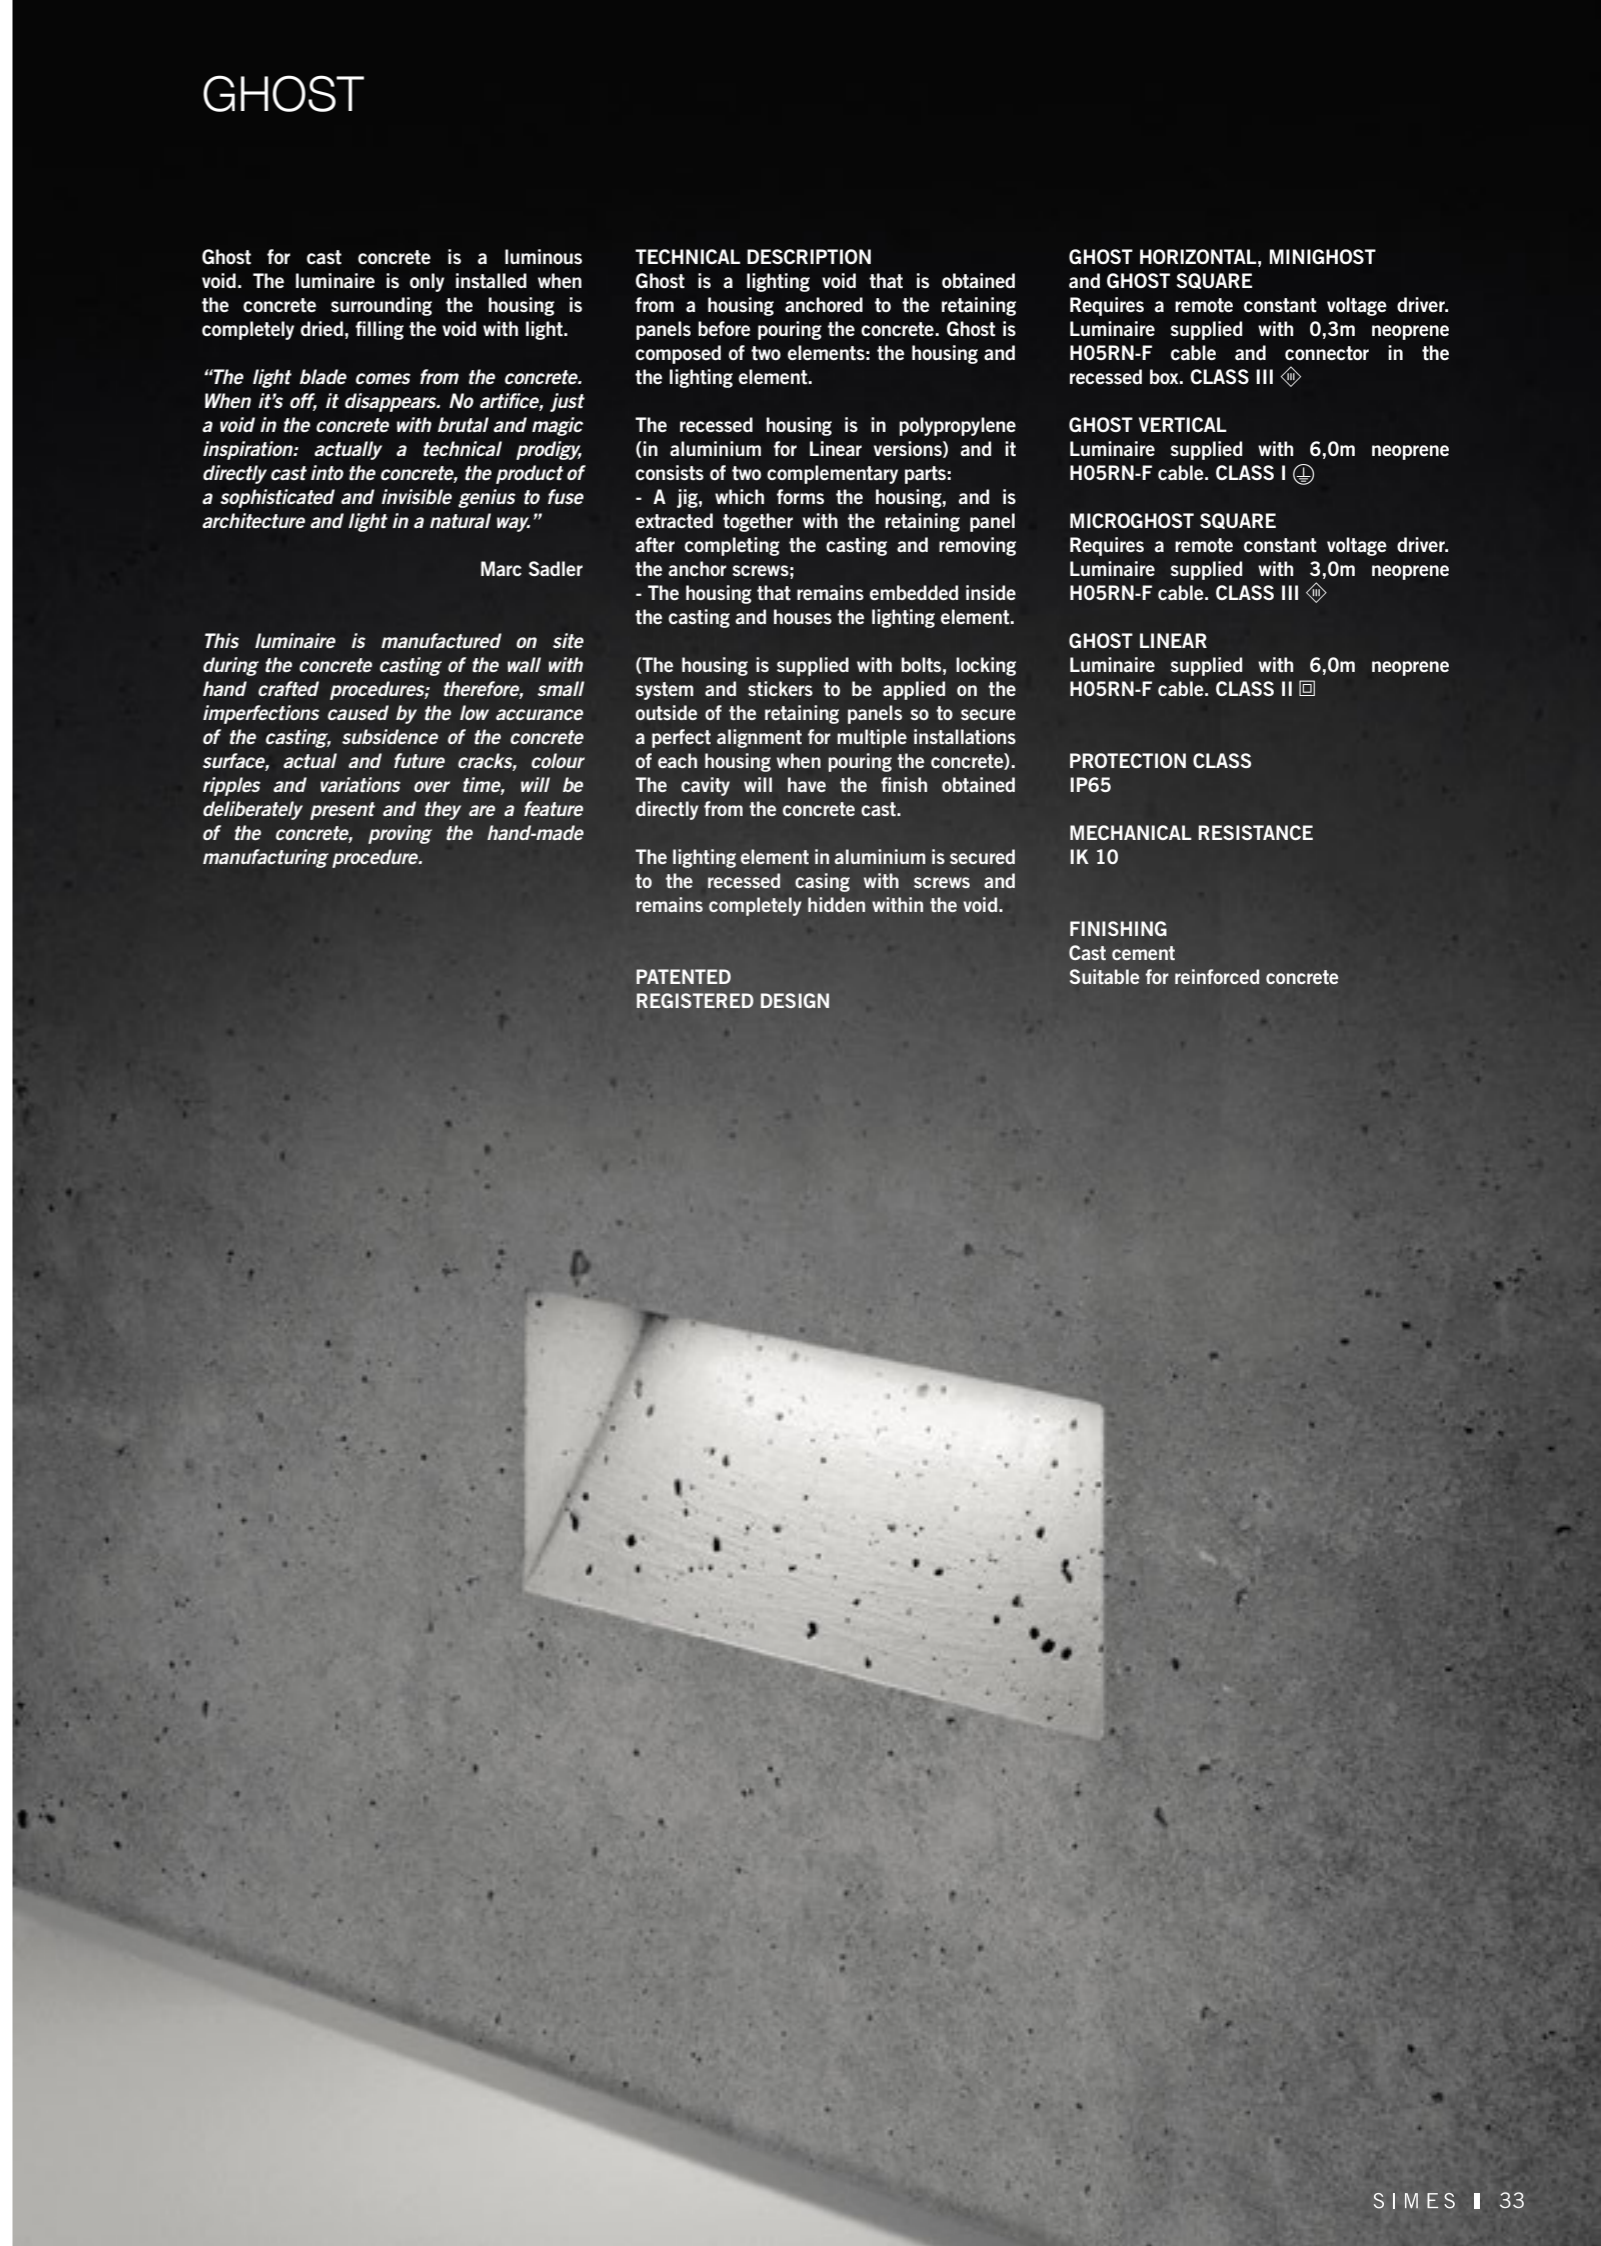 GHOST
Ghost for cast concrete is a luminous
void. The luminaire is only installed when
the concrete surrounding the housing is
completely dried, filling the void with light.
“The light blade comes from the concrete.
When it’s off, it disappears. No artifice, just
a void in the concrete with brutal and magic
inspiration: actually a technical prodigy,
directly cast into the concrete, the product of
a sophisticated and invisible genius to fuse
architecture and light in a natural way.”
Marc Sadler
This luminaire is manufactured on site
during the concrete casting of the wall with
hand crafted procedures; therefore, small
imperfections caused by the low accurance
of the casting, subsidence of the concrete
surface, actual and future cracks, colour
ripples and variations over time, will be
deliberately present and they are a feature
of the concrete, proving the hand-made
manufacturing procedure.
TECHNICAL DESCRIPTION
Ghost is a lighting void that is obtained
from a housing anchored to the retaining
panels before pouring the concrete. Ghost is
composed of two elements: the housing and
the lighting element.
The recessed housing is in polypropylene
(in aluminium for Linear versions) and it
consists of two complementary parts:
- A jig, which forms the housing, and is
extracted together with the retaining panel
after completing the casting and removing
the anchor screws;
- The housing that remains embedded inside
the casting and houses the lighting element.
(The housing is supplied with bolts, locking
system and stickers to be applied on the
outside of the retaining panels so to secure
a perfect alignment for multiple installations
of each housing when pouring the concrete).
The cavity will have the finish obtained
directly from the concrete cast.
The lighting element in aluminium is secured
to the recessed casing with screws and
remains completely hidden within the void.
PATENTED
REGISTERED DESIGN
GHOST HORIZONTAL, MINIGHOST
and GHOST SQUARE
Requires a remote constant voltage driver.
Luminaire supplied with 0,3m neoprene
H05RN-F cable and connector in the
recessed box. CLASS III
GHOST VERTICAL
Luminaire supplied with 6,0m neoprene
H05RN-F cable. CLASS I
MICROGHOST SQUARE
Requires a remote constant voltage driver.
Luminaire supplied with 3,0m neoprene
H05RN-F cable. CLASS III
GHOST LINEAR
Luminaire supplied with 6,0m neoprene
H05RN-F cable. CLASS II
PROTECTION CLASS
IP65
MECHANICAL RESISTANCE
IK 10
FINISHING
Cast cement
Suitable for reinforced concrete
SIMES 33